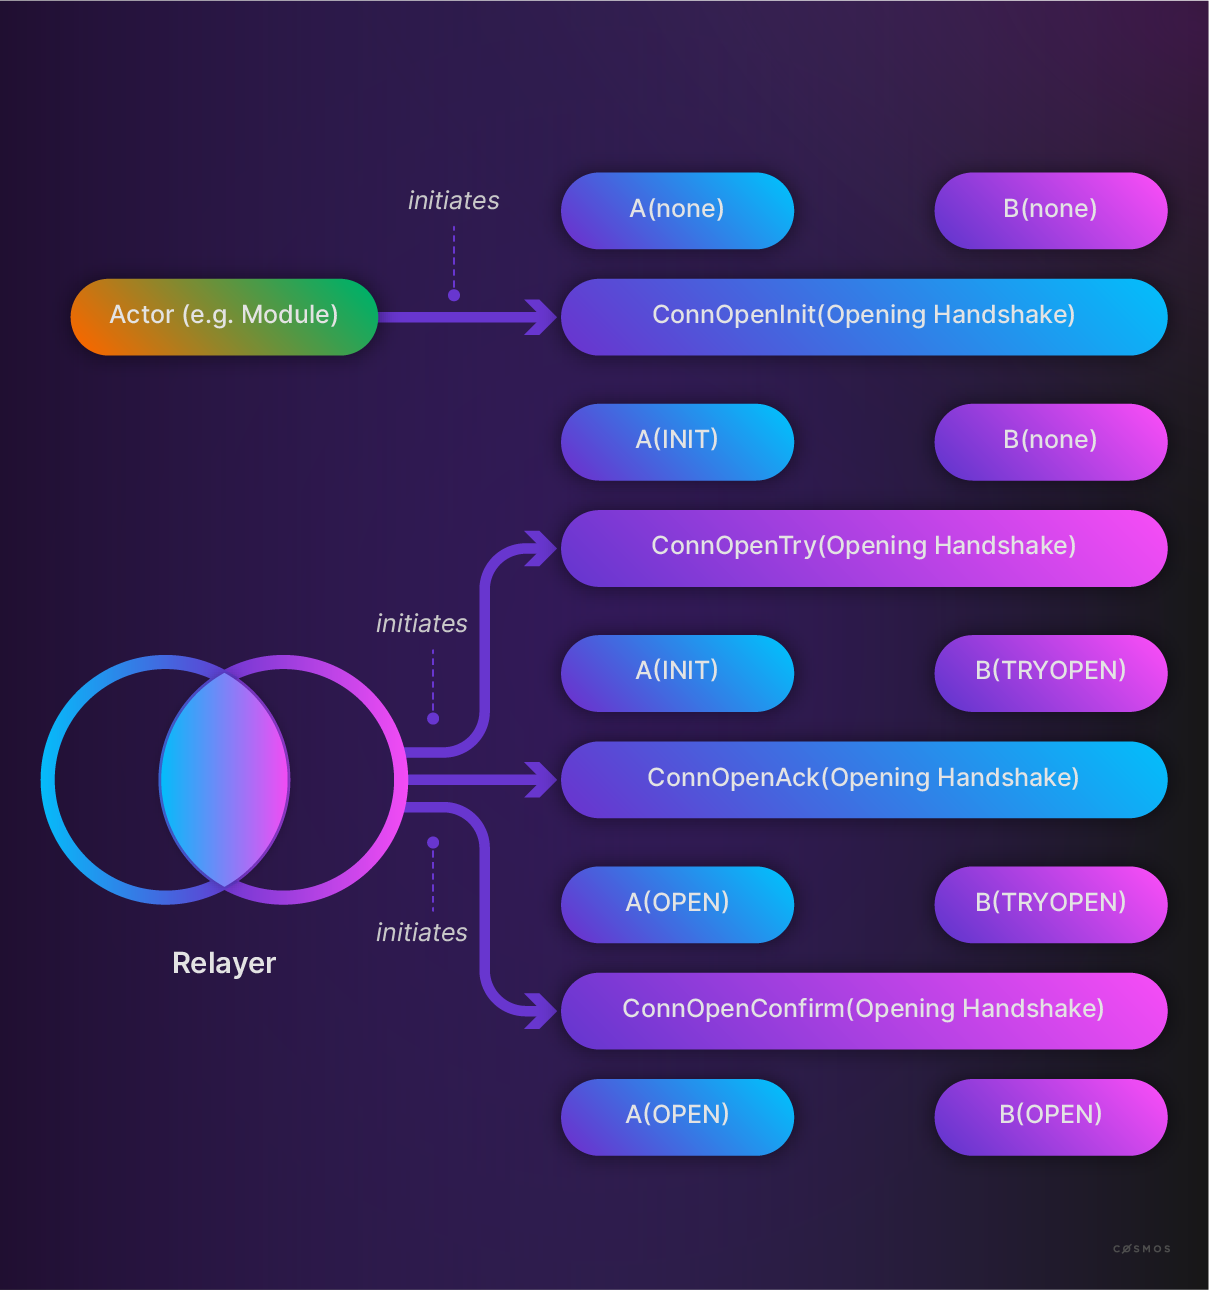 initiates
A(none)
B(none)
Actor (e.g. Module)
ConnOpenInit(Opening Handshake)
A(INIT)
B(none)
ConnOpenTry(Opening Handshake)
initiates
A(INIT)
B(TRYOPEN)
ConnOpenAck(Opening Handshake)
A(OPEN)
B(TRYOPEN)
initiates
Relayer
ConnOpenConfirm(Opening Handshake)
A(OPEN)
B(OPEN)
CØSMOS